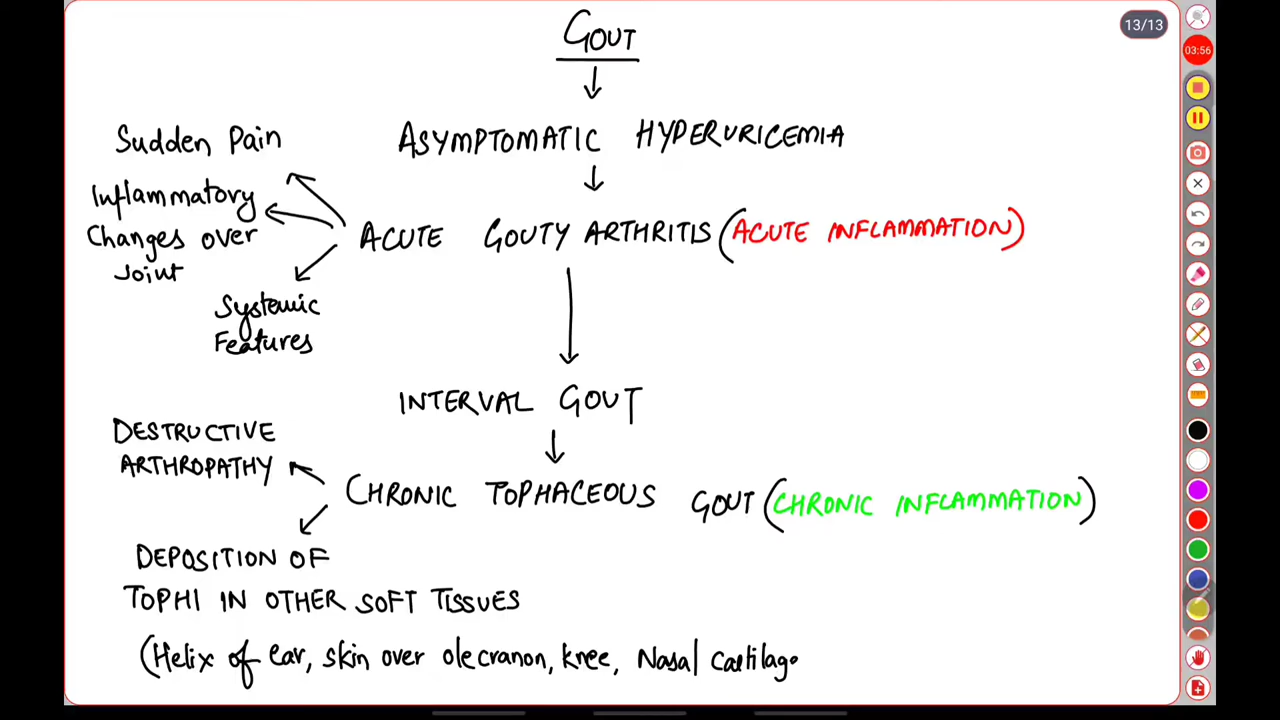 13/13
03:56
GOUT
ASYMPTOMATIC HYPERURICEMIA
Sudden Pain
Inflammatory
Changes over
Joint
Systemic
Features
ACUTE GOUTY ARTHRITIS (ACUTE INFLAMMATION)
INTERVAL GOUT
DESTRUCTIVE
ARTHROPATHY
CHRONIC TOPHACEOUS GOUT (CHRONIC INFLAMMATION)
DEPOSITION OF
TOPHI IN OTHER SOFT TISSUES
(Helix of ear, skin over olecranon, knee, Nasal Cartilage